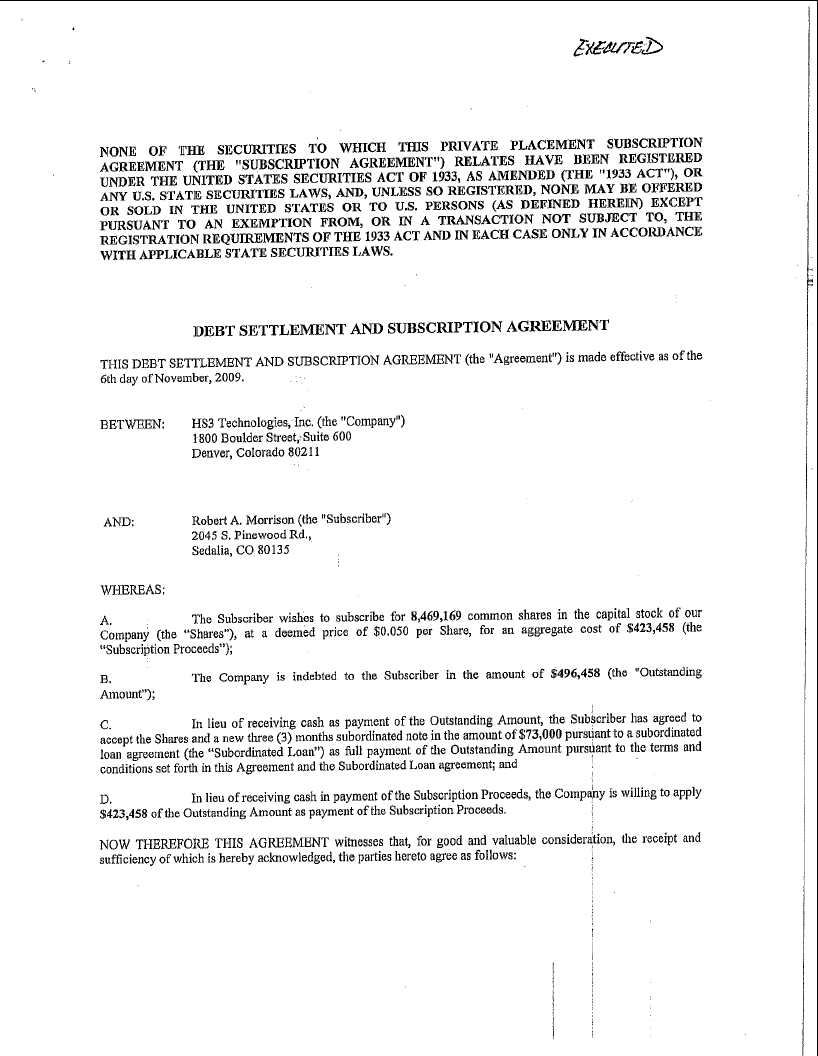 EXECUTED
NONE OF THE SECURITIES TO WHICH THIS PRIVATE PLACEMENT SUBSCRIPTION
AGREEMENT (THE "SUBSCRIPTION AGREEMENT") RELATES HAVE BEEN REGISTERED
UNDER THE UNITED STATES SECURITIES ACT OF 1933, AS AMENDED (THE "1933 ACT"), OR
ANY U.S. STATE SECURITIES LAWS, AND, UNLESS SO REGISTERED, NONE MAY BE OFFERED
OR SOLD IN THE UNITED STATES OR TO U.S. PERSONS (AS DEFINED HEREIN) EXCEPT
PURSUANT TO AN EXEMPTION FROM, OR IN A TRANSACTION NOT SUBJECT TO, THE
REGISTRATION REQUIREMENTS OF THE 1933 ACT AND IN EACH CASE ONLY IN ACCORDANCE
WITH APPLICABLE STATE SECURITIES LAWS.
DEBT SETTLEMENT AND SUBSCRIPTION AGREEMENT
THIS DEBT SETTLEMENT AND SUBSCRIPTION AGREEMENT (the "Agreement") is made effective as of the
6th day of November, 2009.
BETWEEN: HS3 Technologies, Inc. (the "Company")
1800 Boulder Street, Suite 600
Denver, Colorado 80211
AND: Robert A. Morrison (the "Subscriber")
2045 S. Pinewood Rd.,
Sedalia, CO 80135
WHEREAS:
A. The Subscriber wishes to subscribe for 8,469,169 common shares in the capital stock of our
Company (the “Shares”), at a deemed price of $0.050 per Share, for an aggregate cost of $423,458 (the
“Subscription Proceeds”);
B. The Company is indebted to the Subscriber in the amount of $496,458 (the "Outstanding
Amount");
C. In lieu of receiving cash as payment of the Outstanding Amount, the Subscriber has agreed to
accept the Shares and a new three (3) months subordinated note in the amount of $73,000 pursuant to a subordinated
loan agreement (the “Subordinated Loan”) as full payment of the Outstanding Amount pursuant to the terms and
conditions set forth in this Agreement and the Subordinated Loan agreement; and
D. In lieu of receiving cash in payment of the Subscription Proceeds, the Company is willing to apply
$423,458 of the Outstanding Amount as payment of the Subscription Proceeds.
NOW THEREFORE THIS AGREEMENT witnesses that, for good and valuable consideration, the receipt and
sufficiency of which is hereby acknowledged, the parties hereto agree as follows: